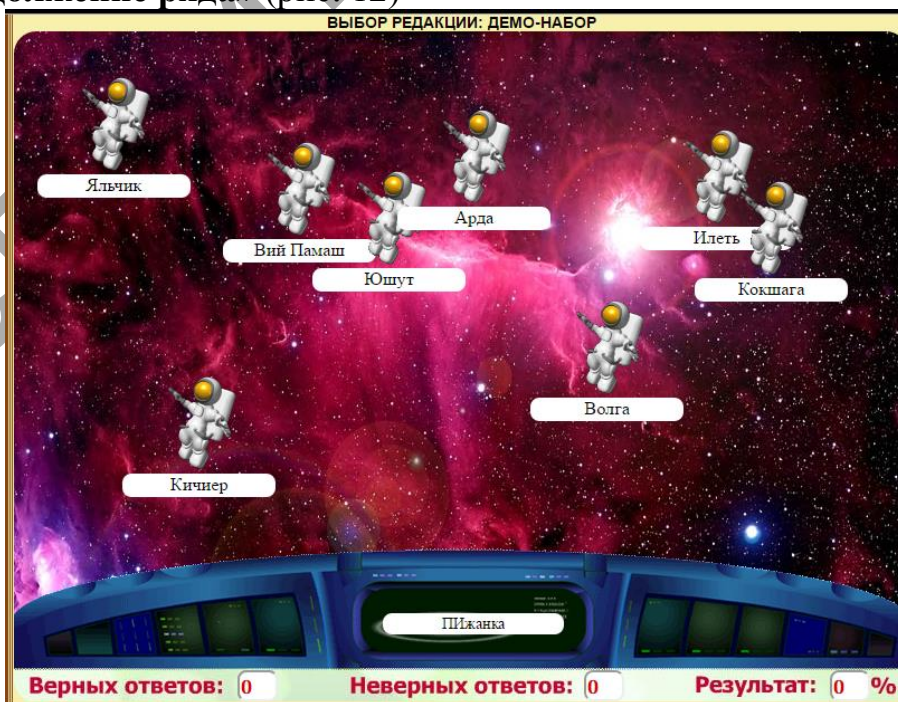 ВЫБОР РЕДАКЦИИ: ДЕМО-НАБОР
Яльчик
Арда
Вий Памаш
Илеть
Юшут
Кокшага
Волга
Кичиер
ПИжанка
Верных ответов: 0 Неверных ответов: 0 Результат: 0 %